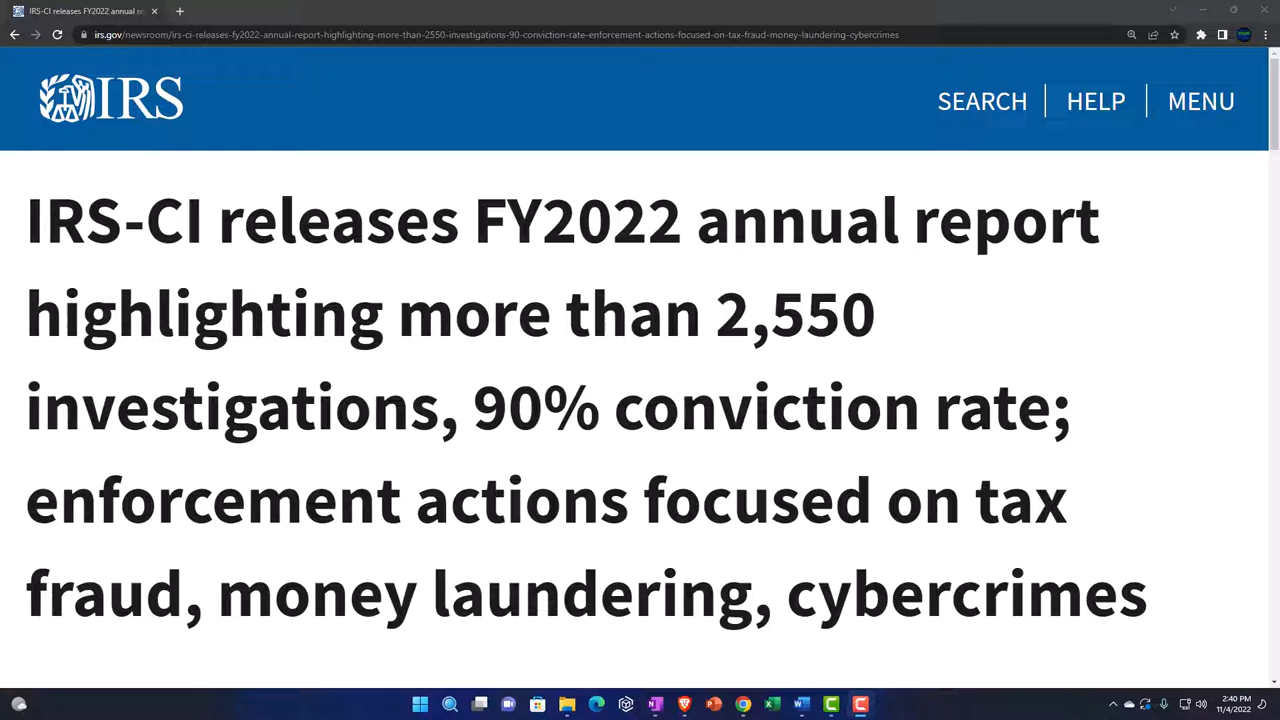 IRS-CI releases FY2022 annual re
irs.gov/newsroom/irs-ci-releases-fy2022-annual-report-highlighting-more-than-2550-investigations-90-conviction-rate-enforcement-actions-focused-on-tax-fraud-money-laundering-cybercrimes
IRS
SEARCH HELP MENU
IRS-CI releases FY2022 annual report
highlighting more than 2,550
investigations, 90% conviction rate;
enforcement actions focused on tax
fraud, money laundering, cybercrimes
2:40 PM
11/4/2022